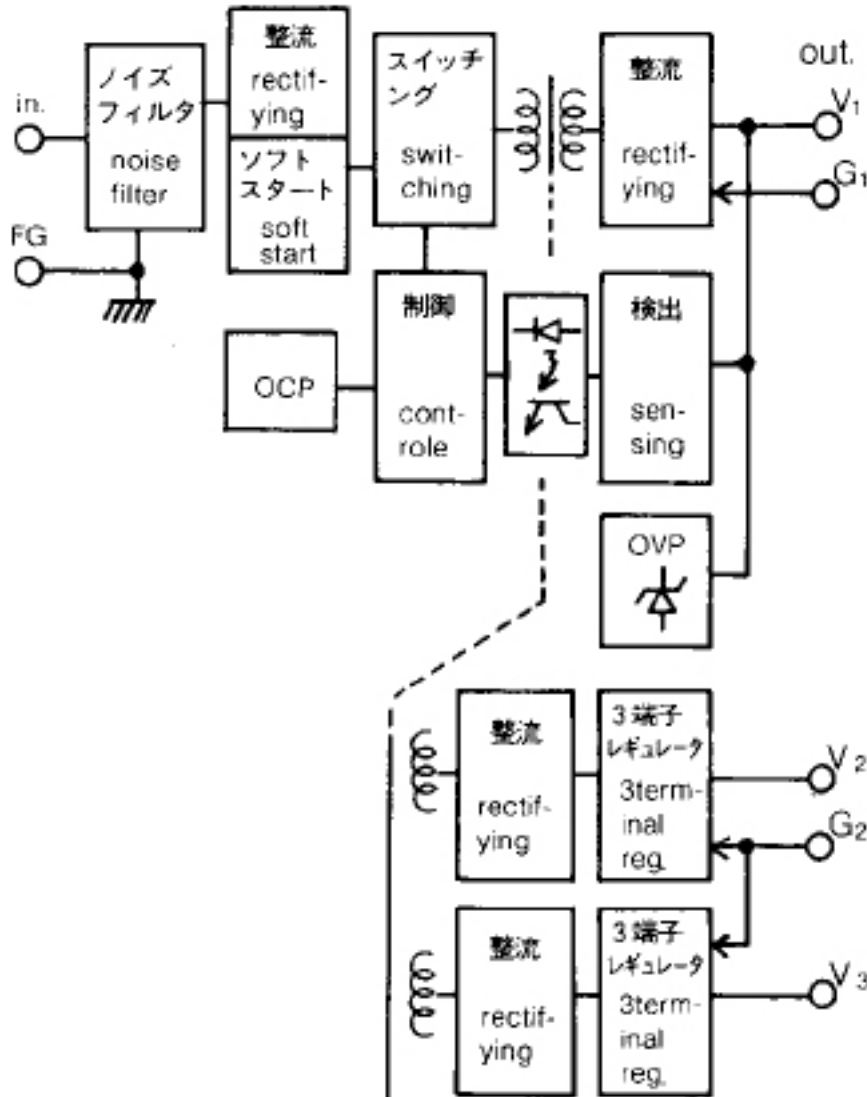 in.
FG
ノイズ
フィルタ
noise
filter
整流
rectif-
ying
ソフト
スタート
soft
start
スイッチ
ング
swit-
ching
整流
rectif-
ying
out.
V1
G1
OCP
制御
cont-
role
検出
sen-
sing
OVP
整流
rectif-
ying
3端子
レギュレータ
3term-
inal
reg.
V2
G2
整流
rectif-
ying
3端子
レギュレータ
3term-
inal
reg.
V3